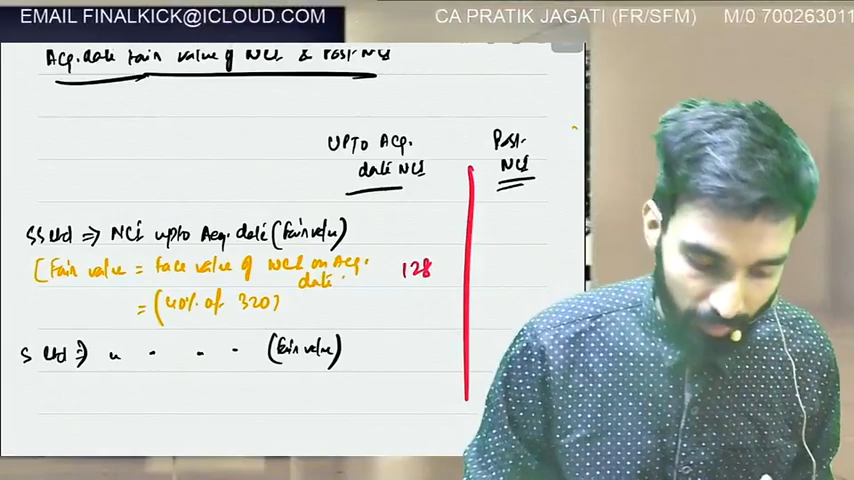 EMAIL FINALKICK@ICLOUD.COM
CA PRATIK JAGATI (FR/SFM) M/0 700263011
Acq. date Fair value of NCI & Post-NCI
UPTO Acq. date NCI
Post-NCI
SS Ltd ⇒ NCI upto Acq. date (Fair value)
[Fair value = Face value of NCI on Acq. date.
128
= (40% of 320)
S Ltd ⇒ " " " " (Fair value)